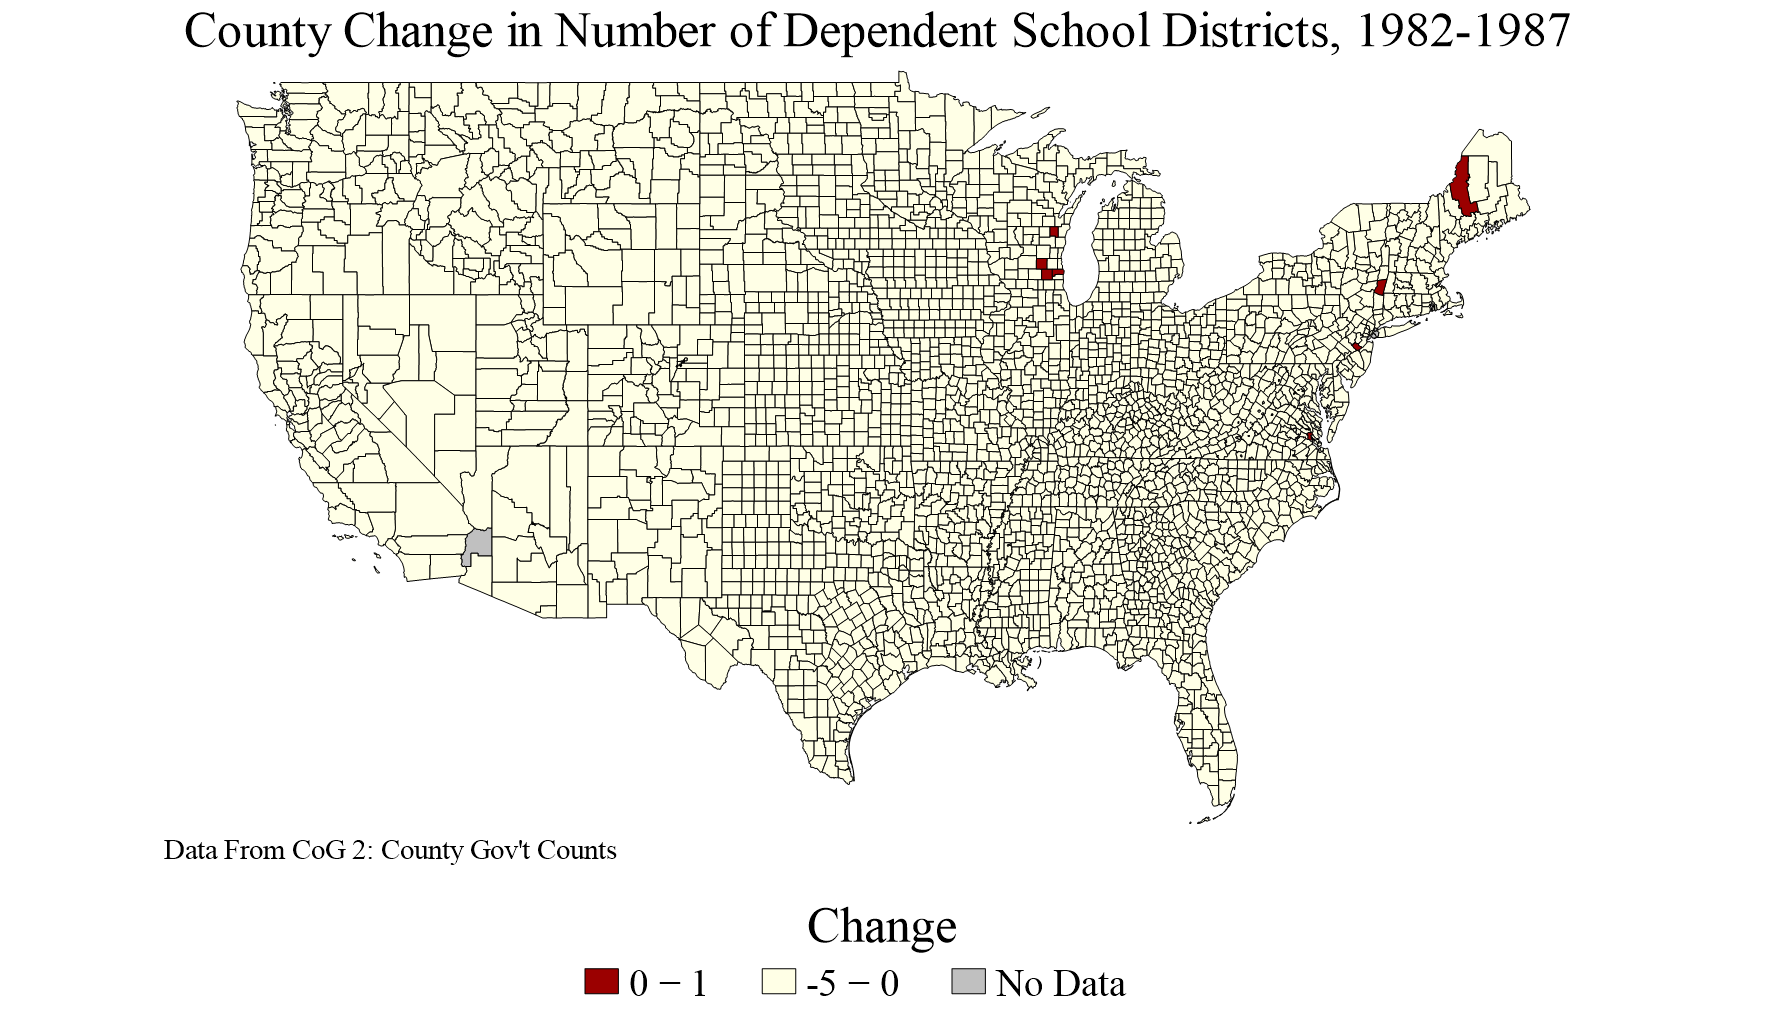 County Change in Number of Dependent School Districts, 1982-1987
Data From CoG 2: County Gov't Counts
Change
0 − 1 -5 − 0 No Data